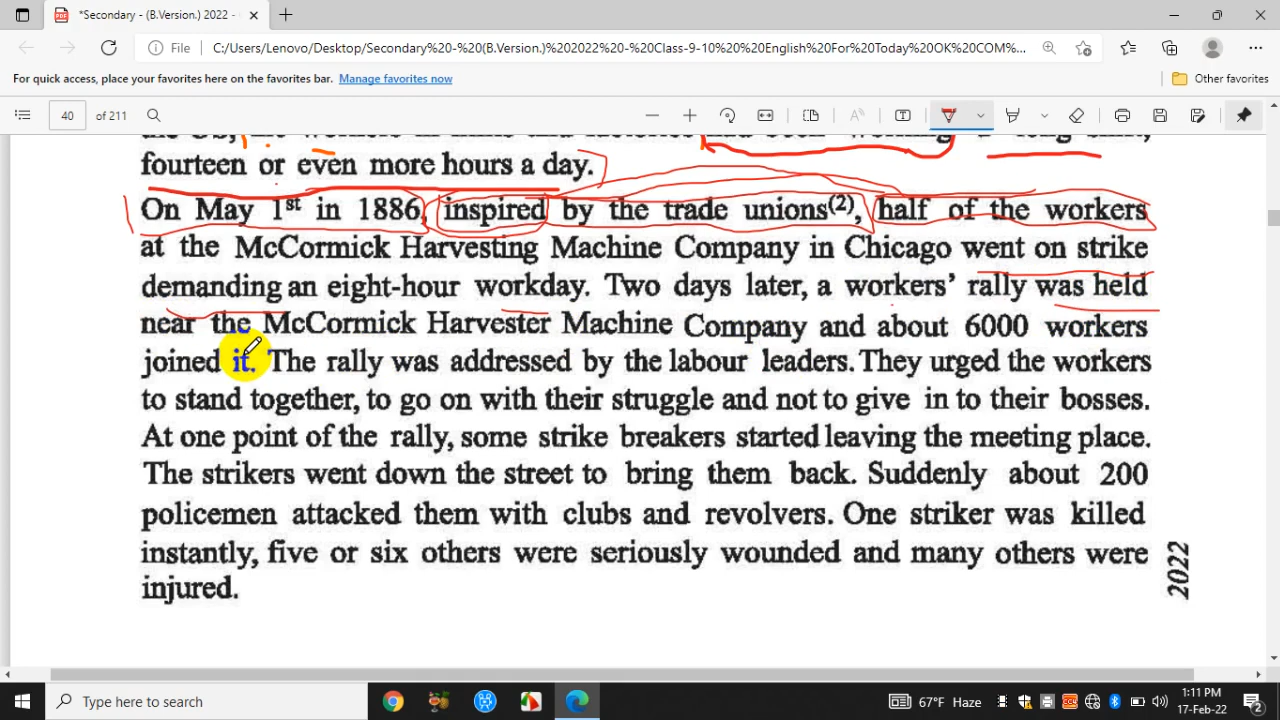 *Secondary - (B.Version.) 2022 -
File C:/Users/Lenovo/Desktop/Secondary%20-%20(B.Version.)%202022%20-%20Class-9-10%20%20English%20For%20Today%20OK%20COM%...
For quick access, place your favorites here on the favorites bar. Manage favorites now
Other favorites
40 of 211
fourteen or even more hours a day.
On May 1st in 1886, inspired by the trade unions(2), half of the workers
at the McCormick Harvesting Machine Company in Chicago went on strike
demanding an eight-hour workday. Two days later, a workers' rally was held
near the McCormick Harvester Machine Company and about 6000 workers
joined it. The rally was addressed by the labour leaders. They urged the workers
to stand together, to go on with their struggle and not to give in to their bosses.
At one point of the rally, some strike breakers started leaving the meeting place.
The strikers went down the street to bring them back. Suddenly about 200
policemen attacked them with clubs and revolvers. One striker was killed
instantly, five or six others were seriously wounded and many others were
injured.
2022
Type here to search
67°F Haze
1:11 PM
17-Feb-22
2